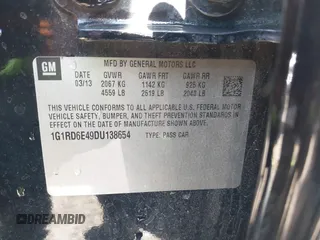 GM
MFD BY GENERAL MOTORS LLC
DATE GVWR GAWR FRT GAWR RR
03/13 2067 KG 1142 KG 925 KG
4559 LB 2518 LB 2043 LB
THIS VEHICLE CONFORMS TO ALL APPLICABLE U.S. FEDERAL MOTOR
VEHICLE SAFETY, BUMPER, AND THEFT PREVENTION STANDARDS
IN EFFECT ON THE DATE OF MANUFACTURE SHOWN ABOVE.
1G1RD6E49DU138654 TYPE: PASS CAR
DREAMBID